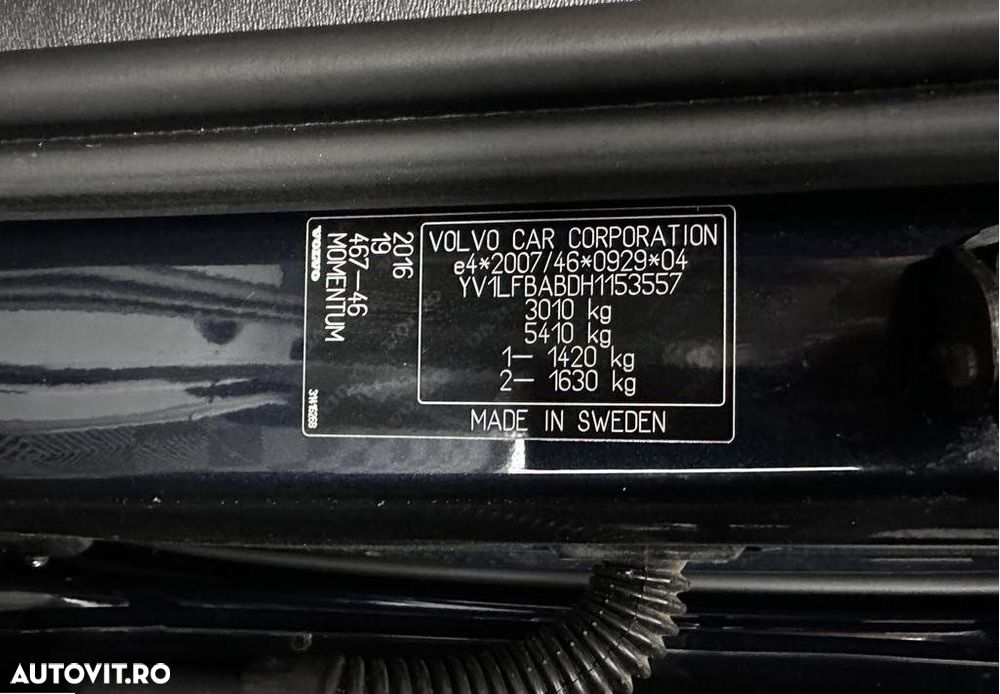 VOLVO CAR CORPORATION
e4*2007/46*0929*04
YV1LFBABDH1153557
3010 kg
5410 kg
1– 1420 kg
2– 1630 kg
MADE IN SWEDEN
2016
19
467–46
MOMENTUM
VOLVO
AUTOVIT.RO